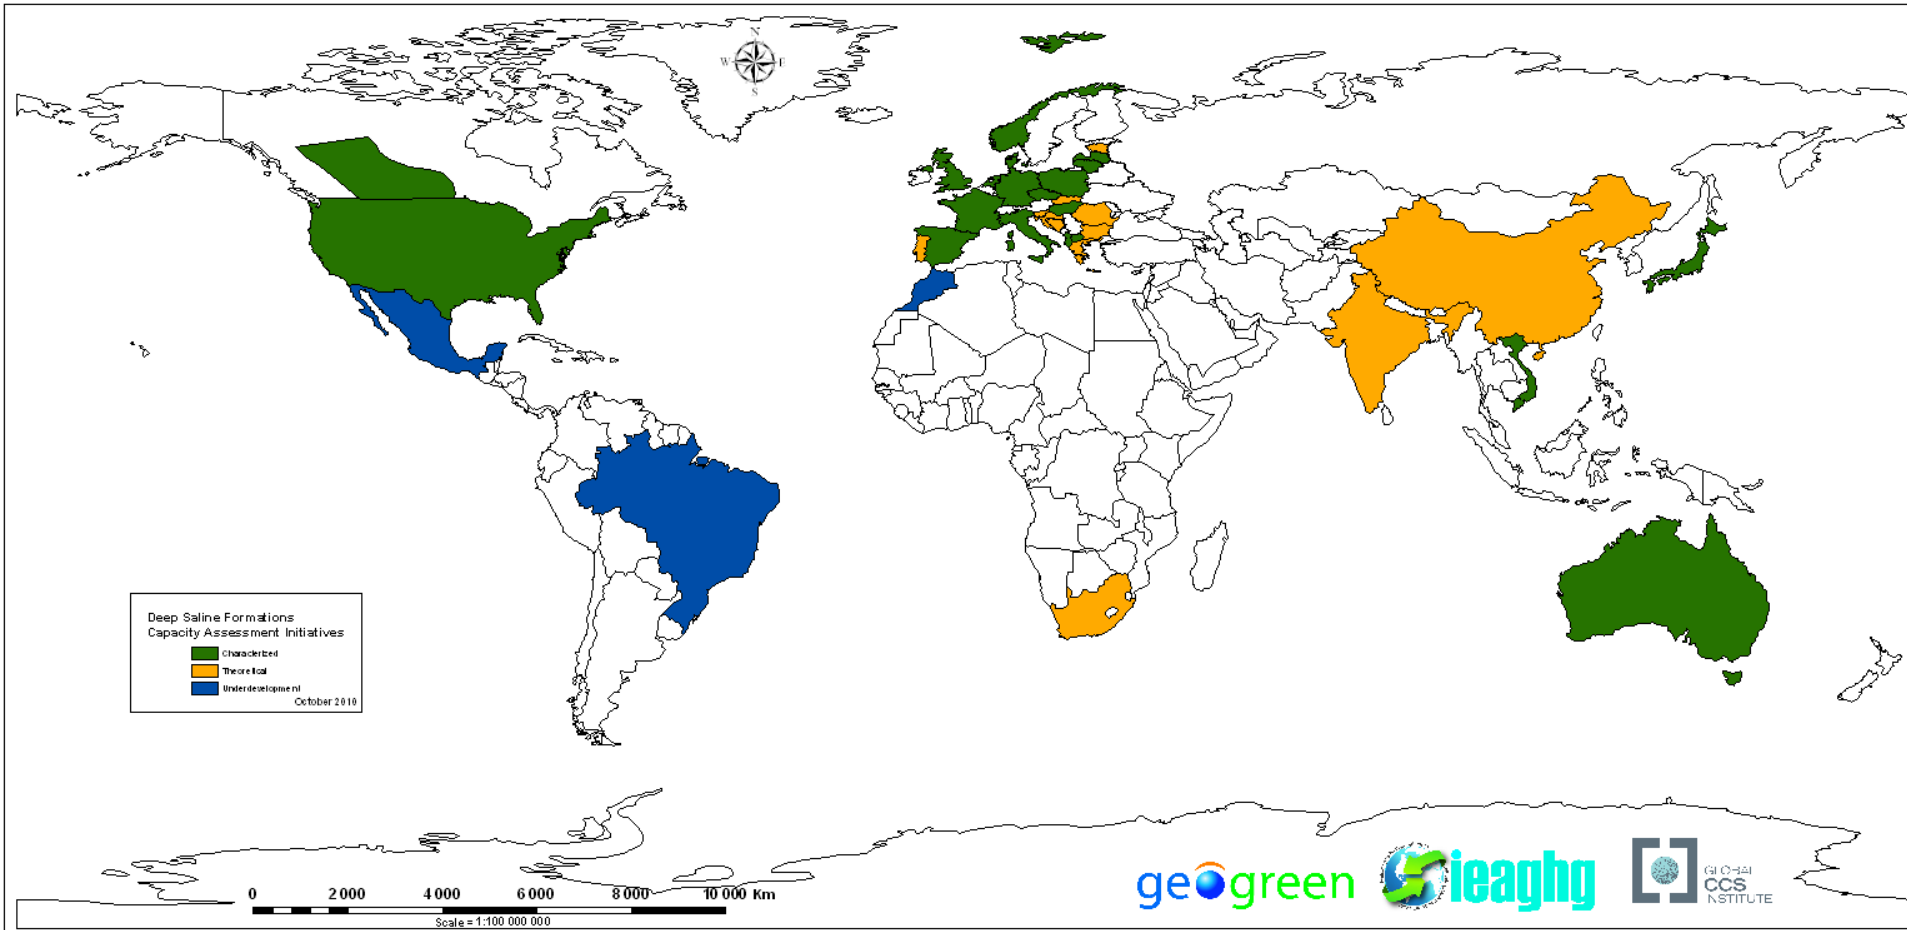 N
W E
S
Deep Saline Formations
Capacity Assessment Initiatives
Characterized
Theoretical
Underdevelopment
October 2010
0 2 000 4 000 6 000 8 000 10 000 Km
Scale = 1:100 000 000
geogreen
ieaghg
GLOBAL
CCS
INSTITUTE